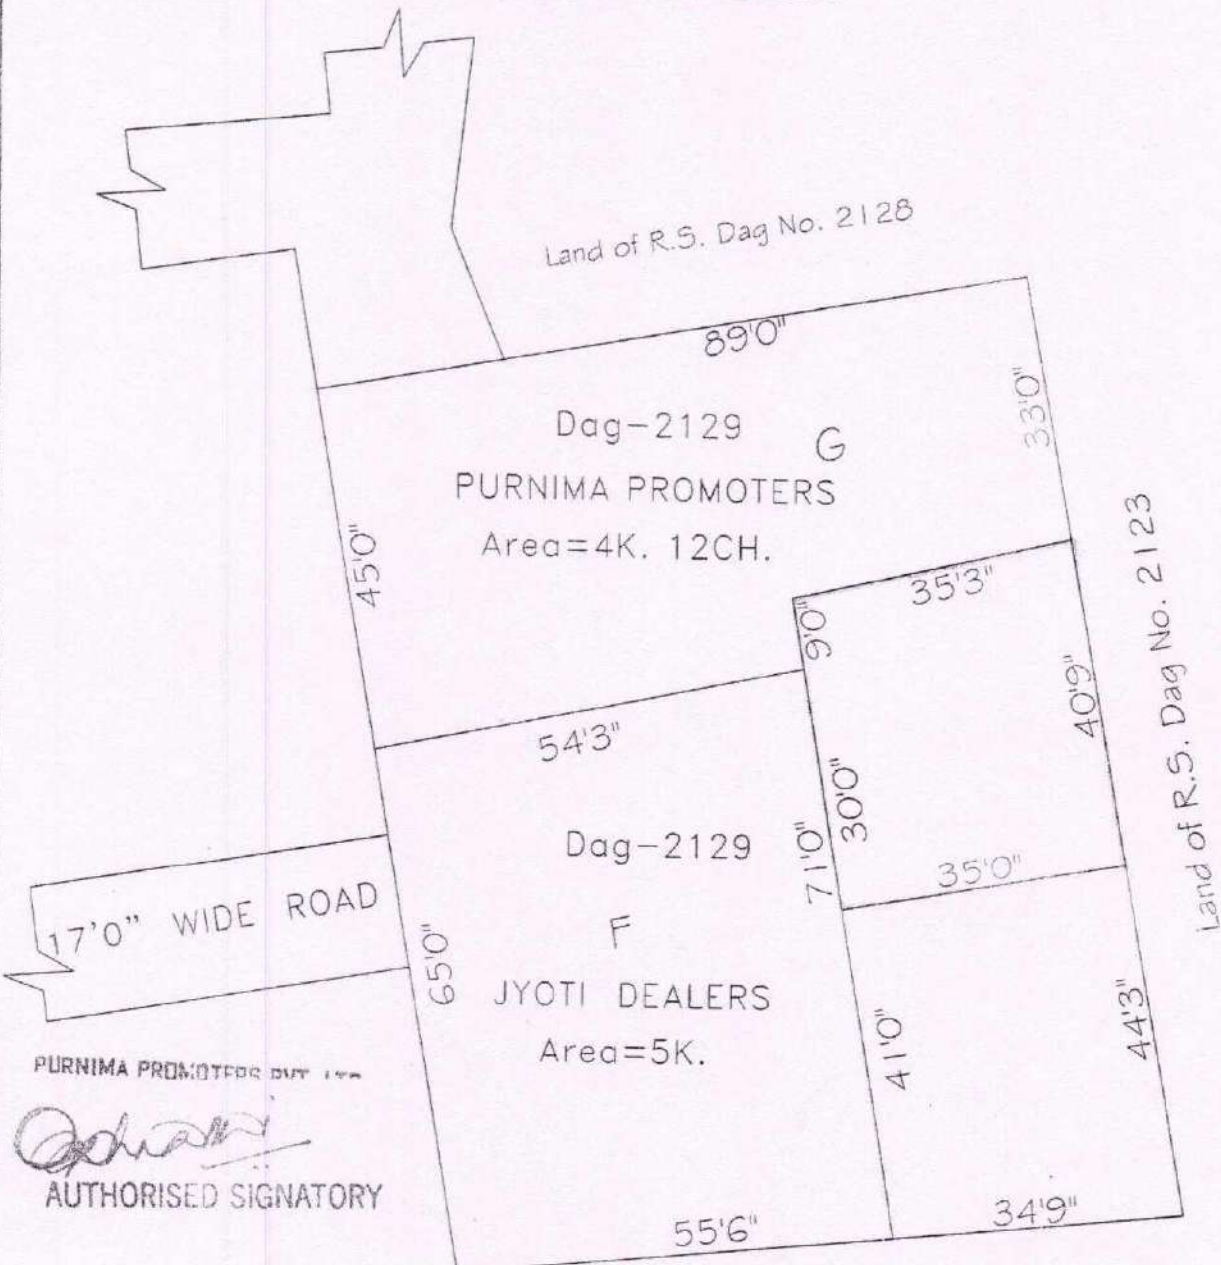 Land of R.S. Dag No. 2128
89'0"
Dag-2129
G
33'0"
PURNIMA PROMOTERS
Area=4K. 12CH.
45'0"
35'3"
9'0"
Land of R.S. Dag No. 2123
54'3"
40'9"
30'0"
Dag-2129
71'0"
35'0"
17'0" WIDE ROAD
F
65'0"
JYOTI DEALERS
Area=5K.
41'0"
44'3"
PURNIMA PROMOTERS PVT
AUTHORISED SIGNATORY
55'6"
34'9"